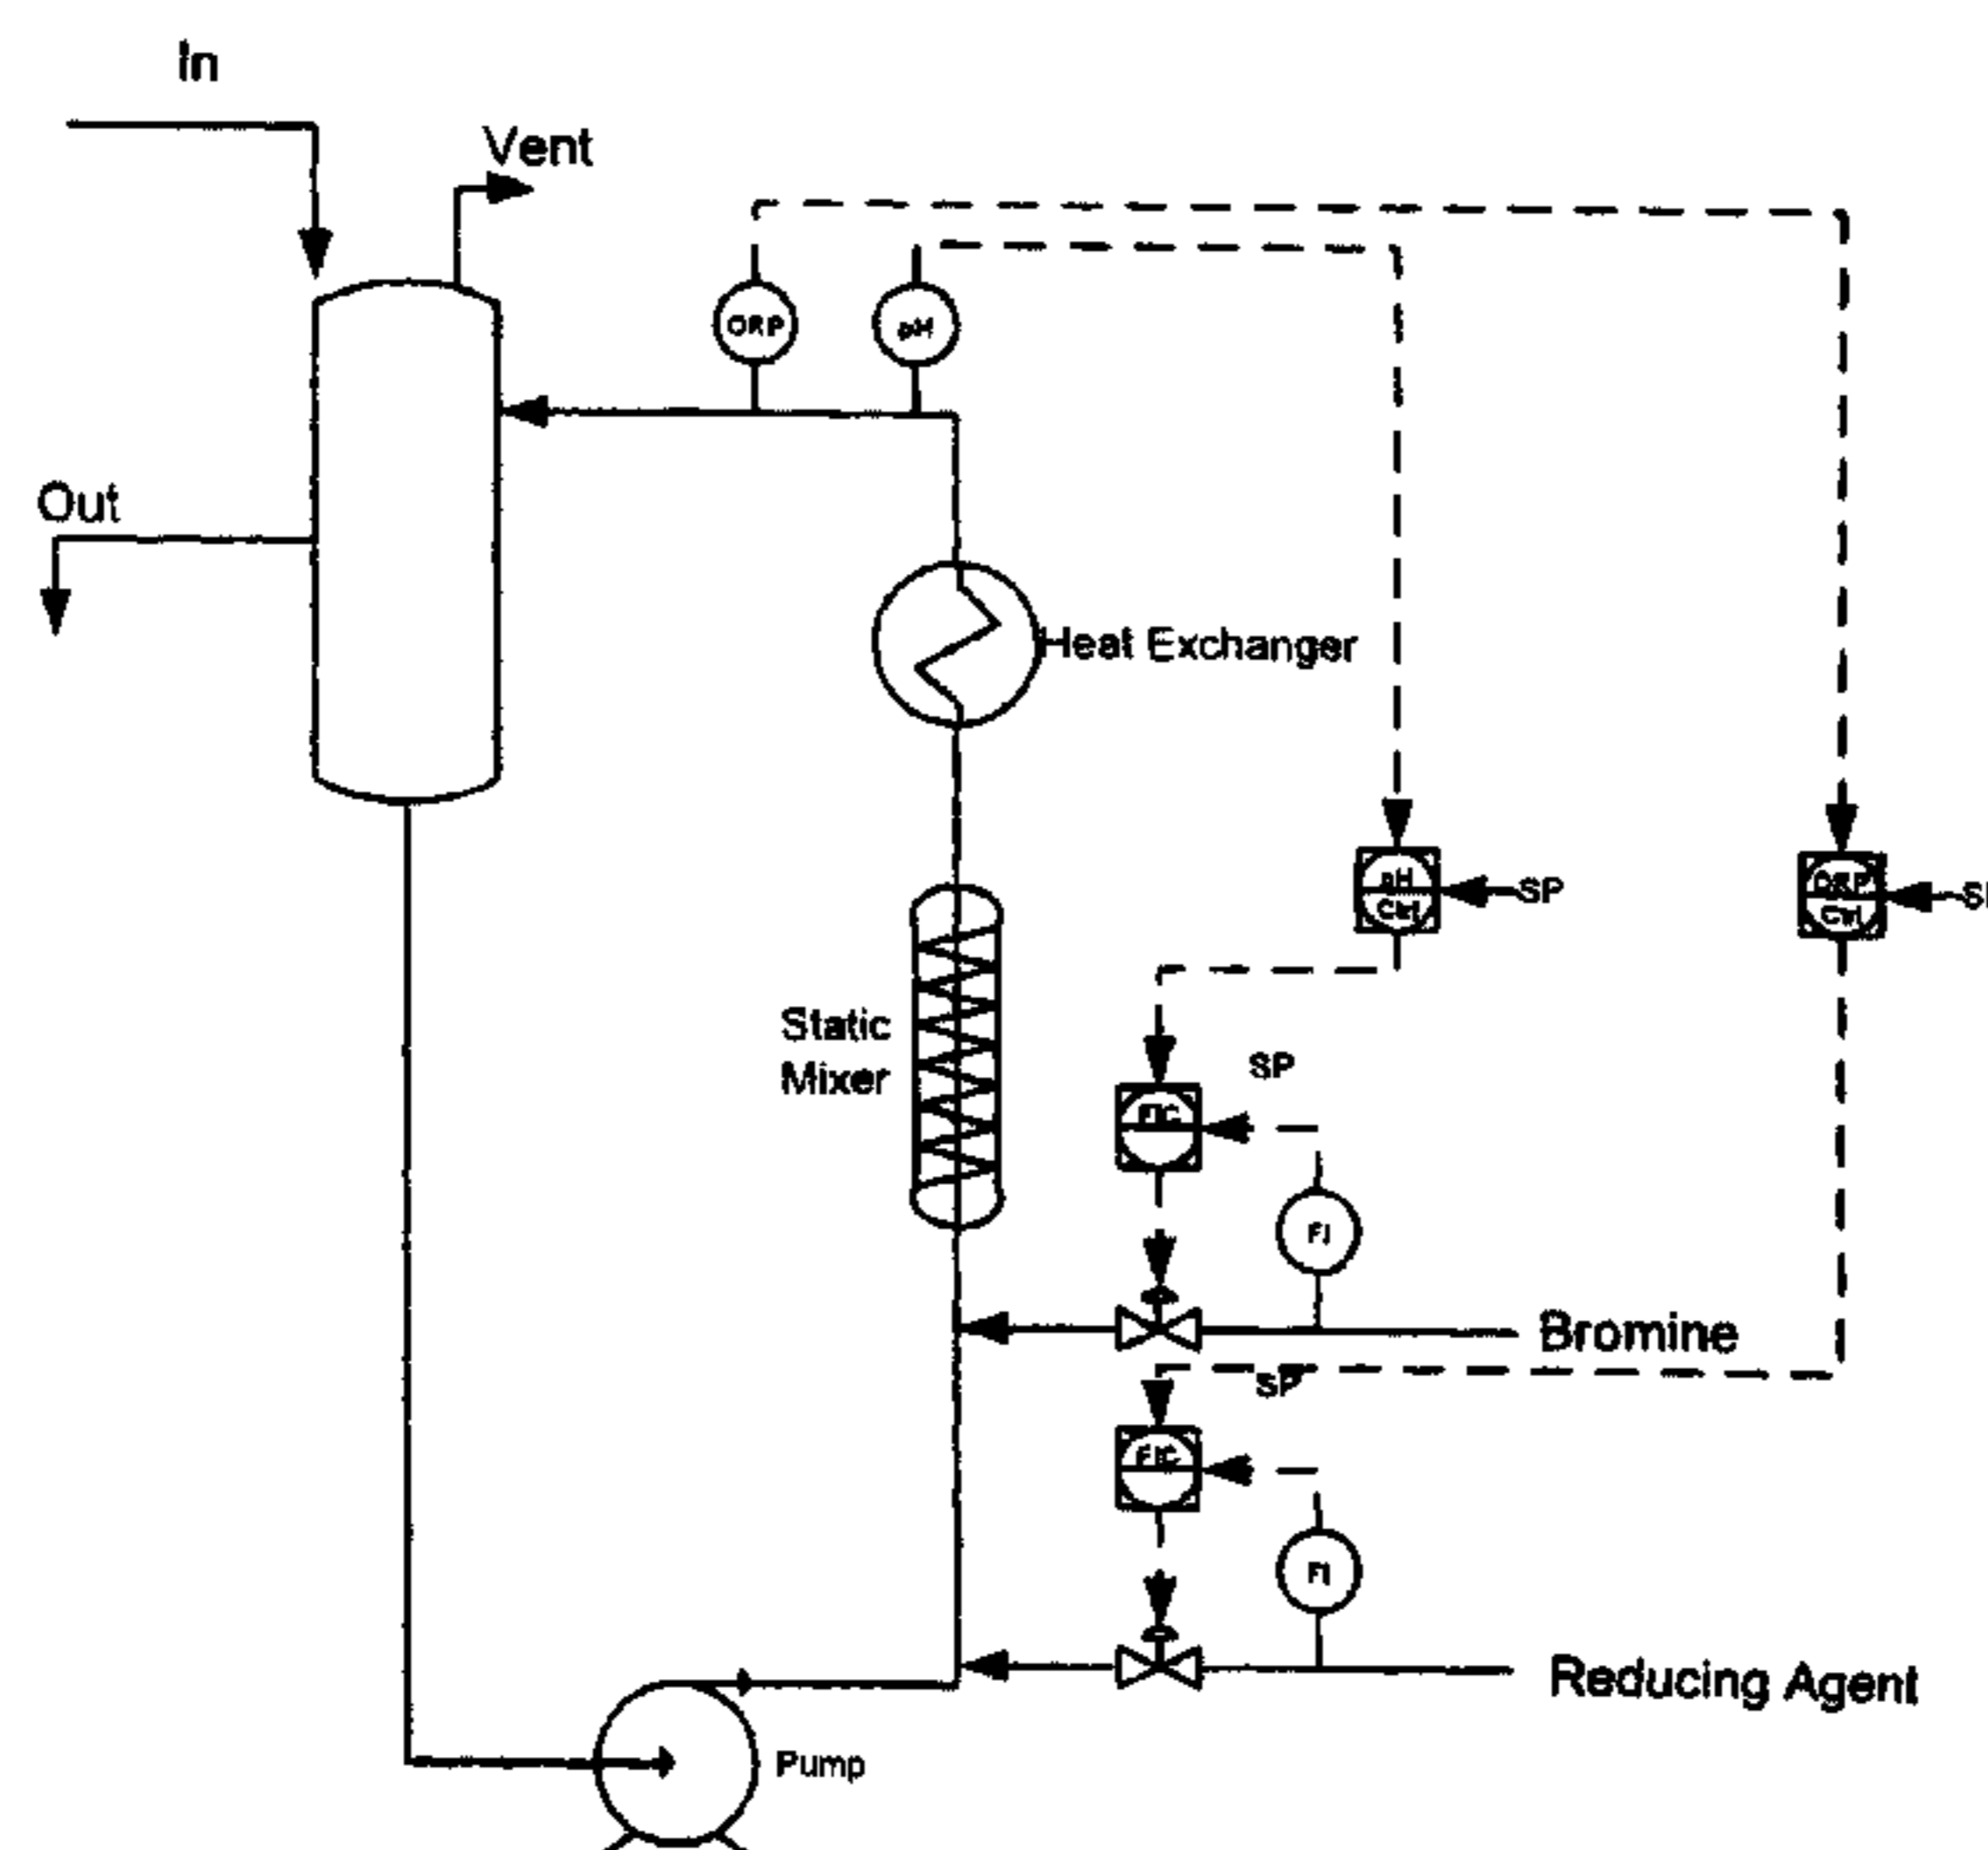 In
Vent
ORP
pH
Out
Heat Exchanger
pH
Ctrl
SP
ORP
Ctrl
Static
Mixer
SP
FIC
FI
Bromine
SP
FIC
FI
Reducing Agent
Pump